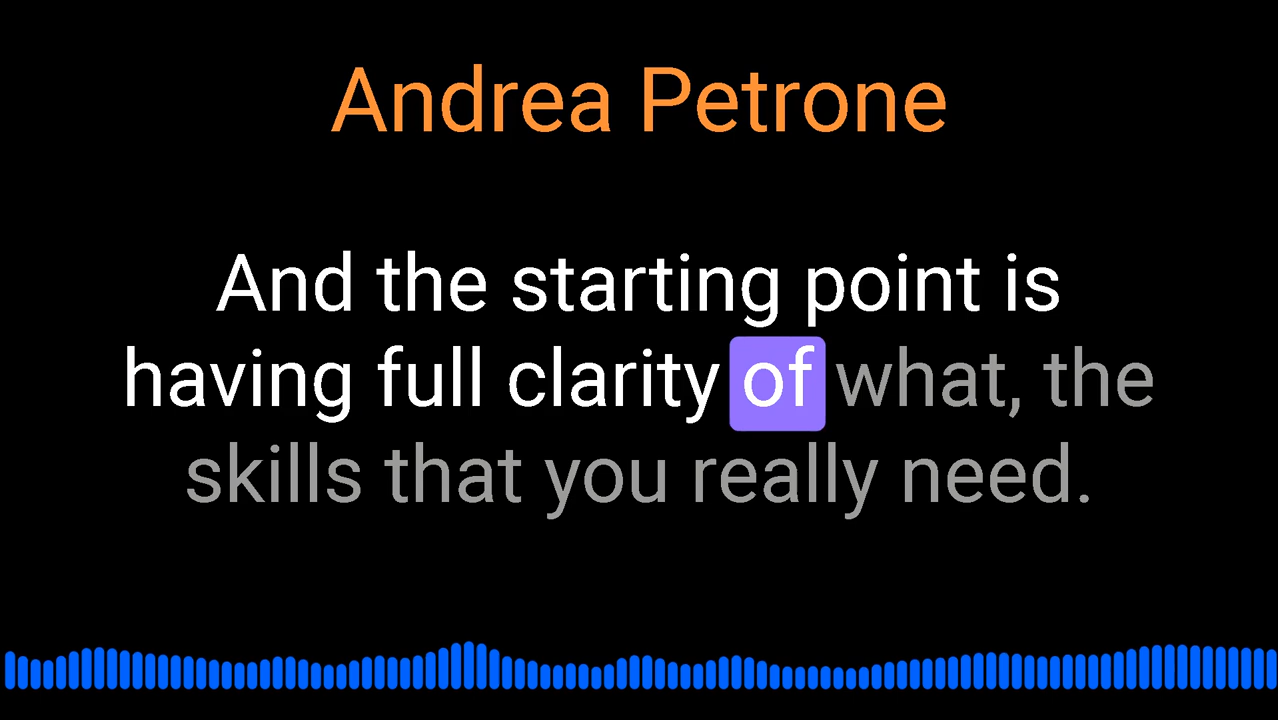 Andrea Petrone
And the starting point is
having full clarity of what, the
skills that you really need.